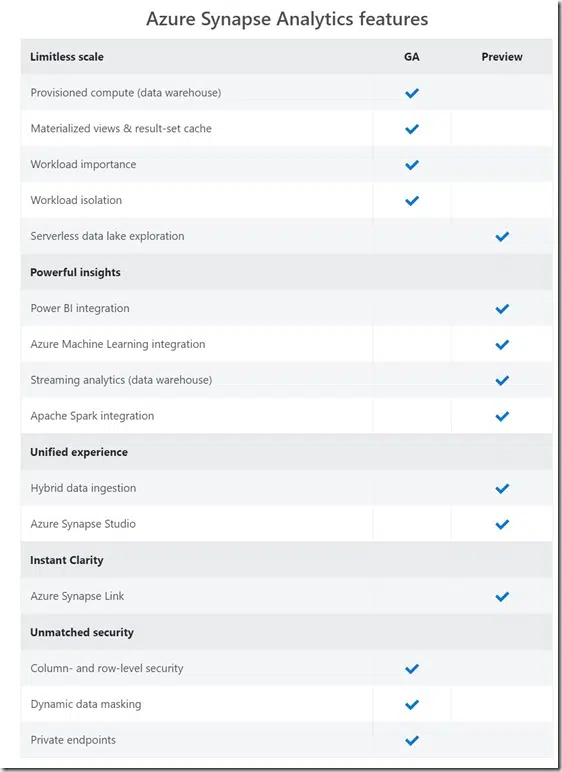 Azure Synapse Analytics features
Limitless scale GA Preview
Provisioned compute (data warehouse)
Materialized views & result-set cache
Workload importance
Workload isolation
Serverless data lake exploration
Powerful insights
Power BI integration
Azure Machine Learning integration
Streaming analytics (data warehouse)
Apache Spark integration
Unified experience
Hybrid data ingestion
Azure Synapse Studio
Instant Clarity
Azure Synapse Link
Unmatched security
Column- and row-level security
Dynamic data masking
Private endpoints